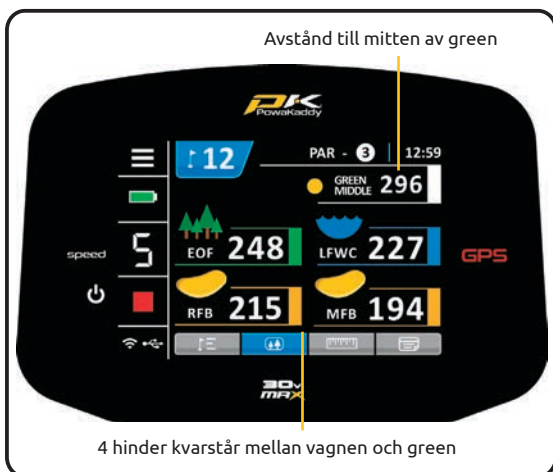 Avstånd till mitten av green
PK
PowaKaddy
12
PAR - 3 12:59
GREEN MIDDLE 296
EOF 248
LFWC 227
speed 5
GPS
RFB 215
MFB 194
30v
MAX
4 hinder kvarstår mellan vagnen och green